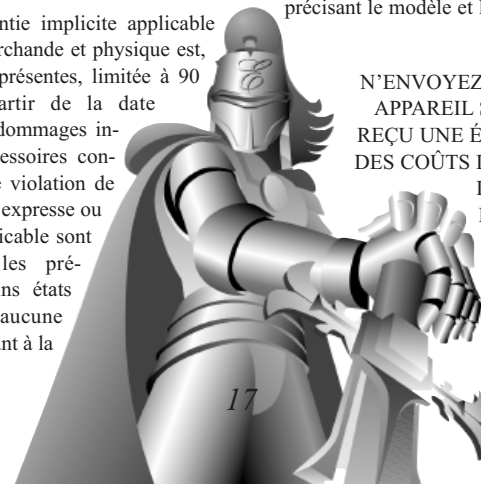 ntie implicite applicable
rchande et physique est,
présentes, limitée à 90
artir de la date
dommages in-
essoires con-
e violation de
expresse ou
icable sont
les pré-
ns états
aucune
nt à la
précisant le modèle et l
N'ENVOYEZ
APPAREIL S
REÇU UNE É
DES COÛTS D
E
17